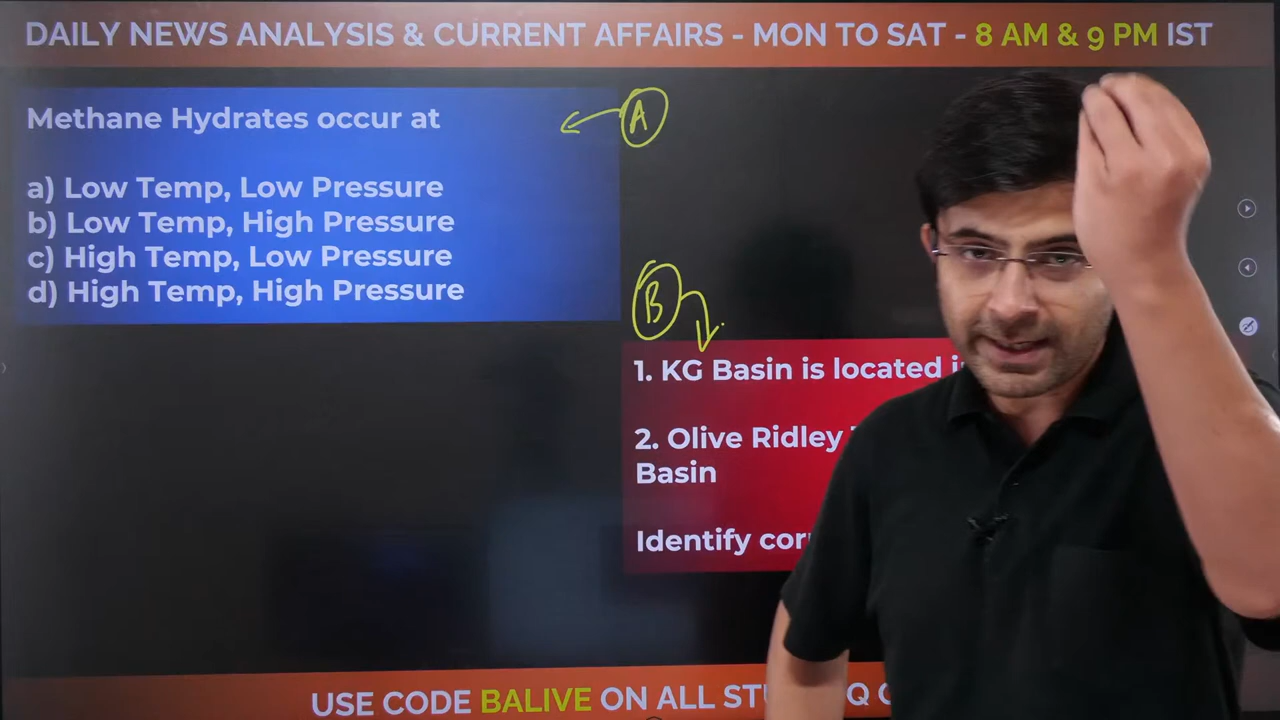 DAILY NEWS ANALYSIS & CURRENT AFFAIRS - MON TO SAT - 8 AM & 9 PM IST
Methane Hydrates occur at
A
a) Low Temp, Low Pressure
b) Low Temp, High Pressure
c) High Temp, Low Pressure
d) High Temp, High Pressure
B
1. KG Basin is located
2. Olive Ridley
Basin
Identify
USE CODE BALIVE ON ALL